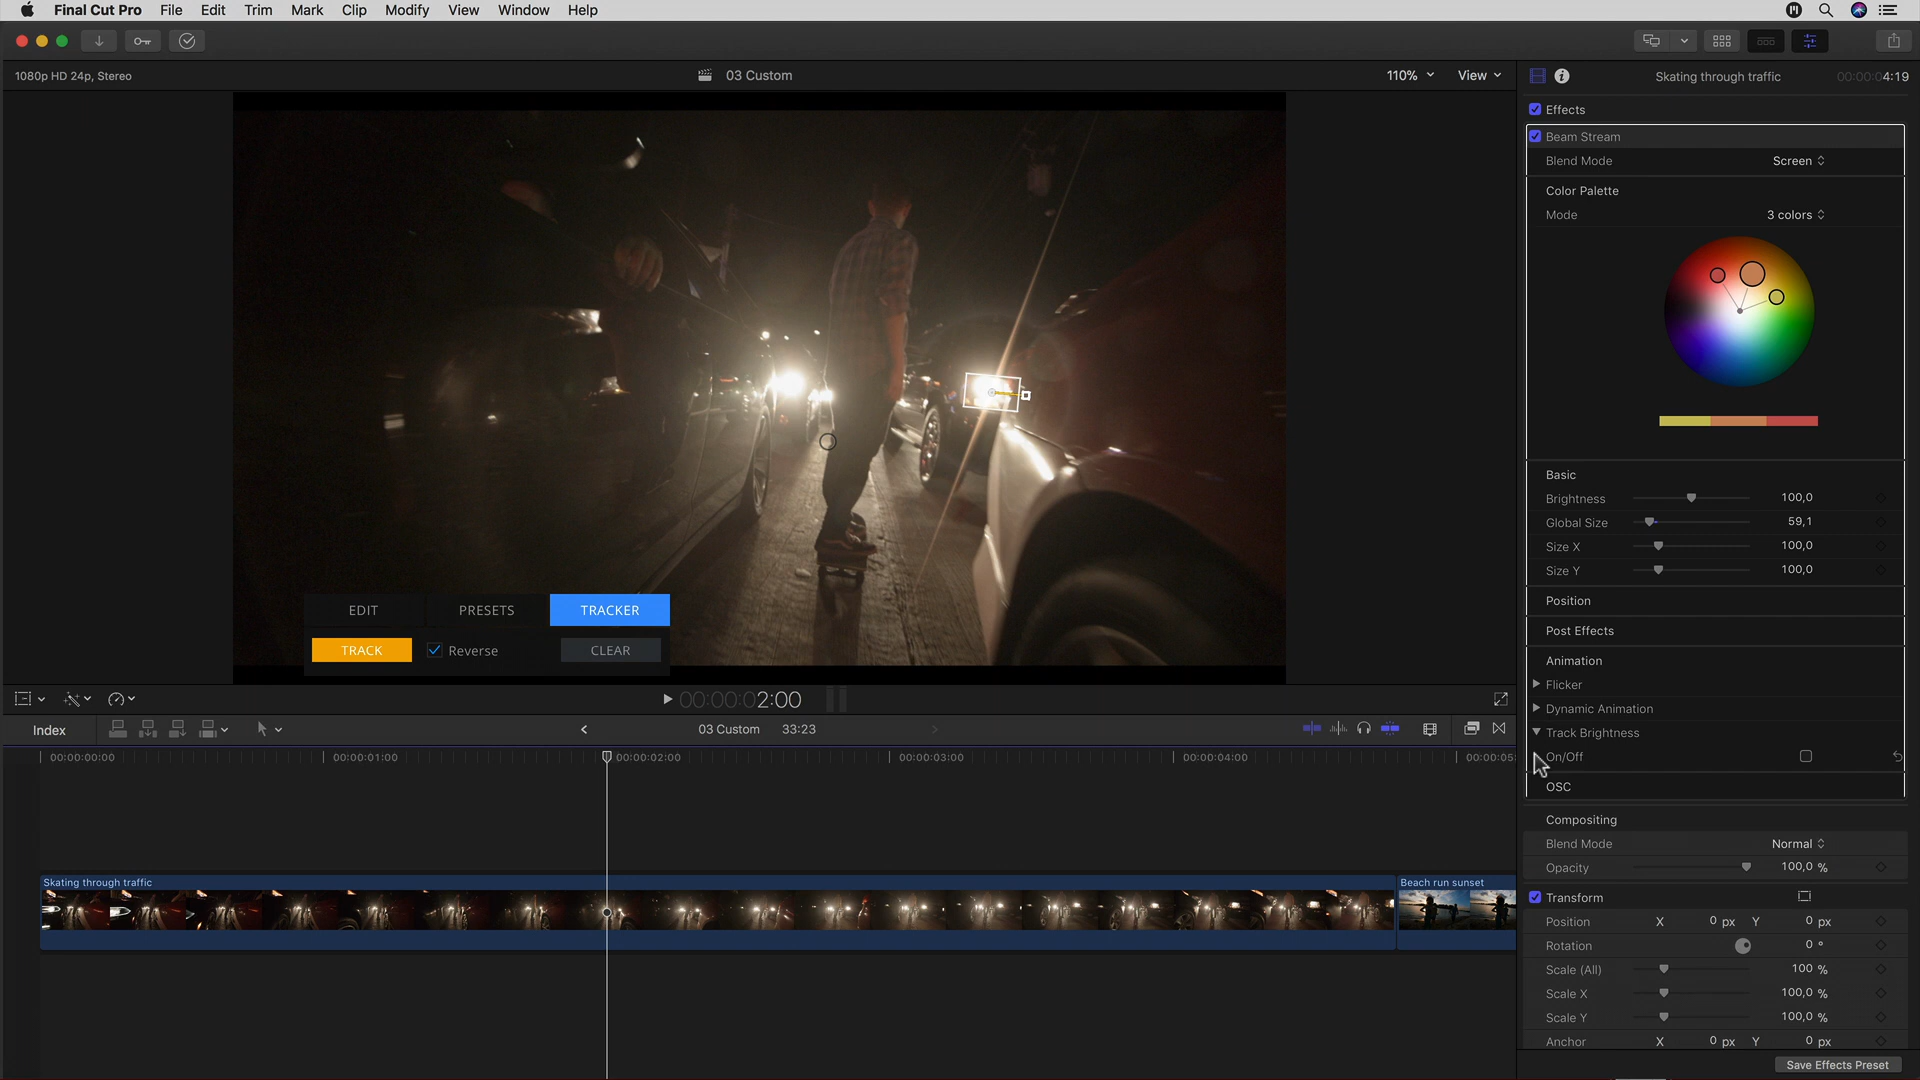 Final Cut Pro File Edit Trim Mark Clip Modify View Window Help
1080p HD 24p, Stereo
03 Custom
110%
View
Skating through traffic
00:00:04:19
Effects
Beam Stream
Blend Mode Screen
Color Palette
Mode 3 colors
Basic
Brightness 100,0
Global Size 59,1
Size X 100,0
Size Y 100,0
Position
Post Effects
Animation
Flicker
Dynamic Animation
Track Brightness
On/Off
OSC
Compositing
Blend Mode Normal
Opacity 100,0 %
Transform
Position X 0 px Y 0 px
Rotation 0 °
Scale (All) 100 %
Scale X 100,0 %
Scale Y 100,0 %
Anchor X 0 px Y 0 px
Save Effects Preset
EDIT PRESETS TRACKER
TRACK Reverse CLEAR
00:00:02:00
Index
03 Custom 33:23
00:00:00:00 00:00:01:00 00:00:02:00 00:00:03:00 00:00:04:00 00:00:05:
Skating through traffic
Beach run sunset